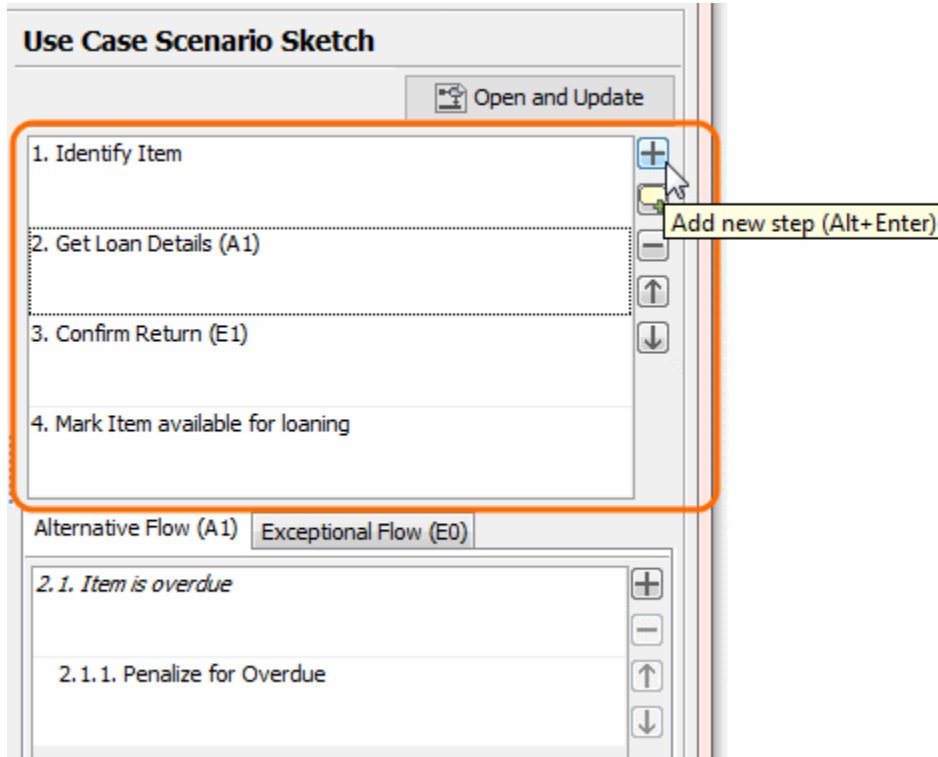 Use Case Scenario Sketch
Open and Update
1. Identify Item
Add new step (Alt+Enter)
2. Get Loan Details (A1)
3. Confirm Return (E1)
4. Mark Item available for loaning
Alternative Flow (A1) Exceptional Flow (E0)
2.1. Item is overdue
2.1.1. Penalize for Overdue